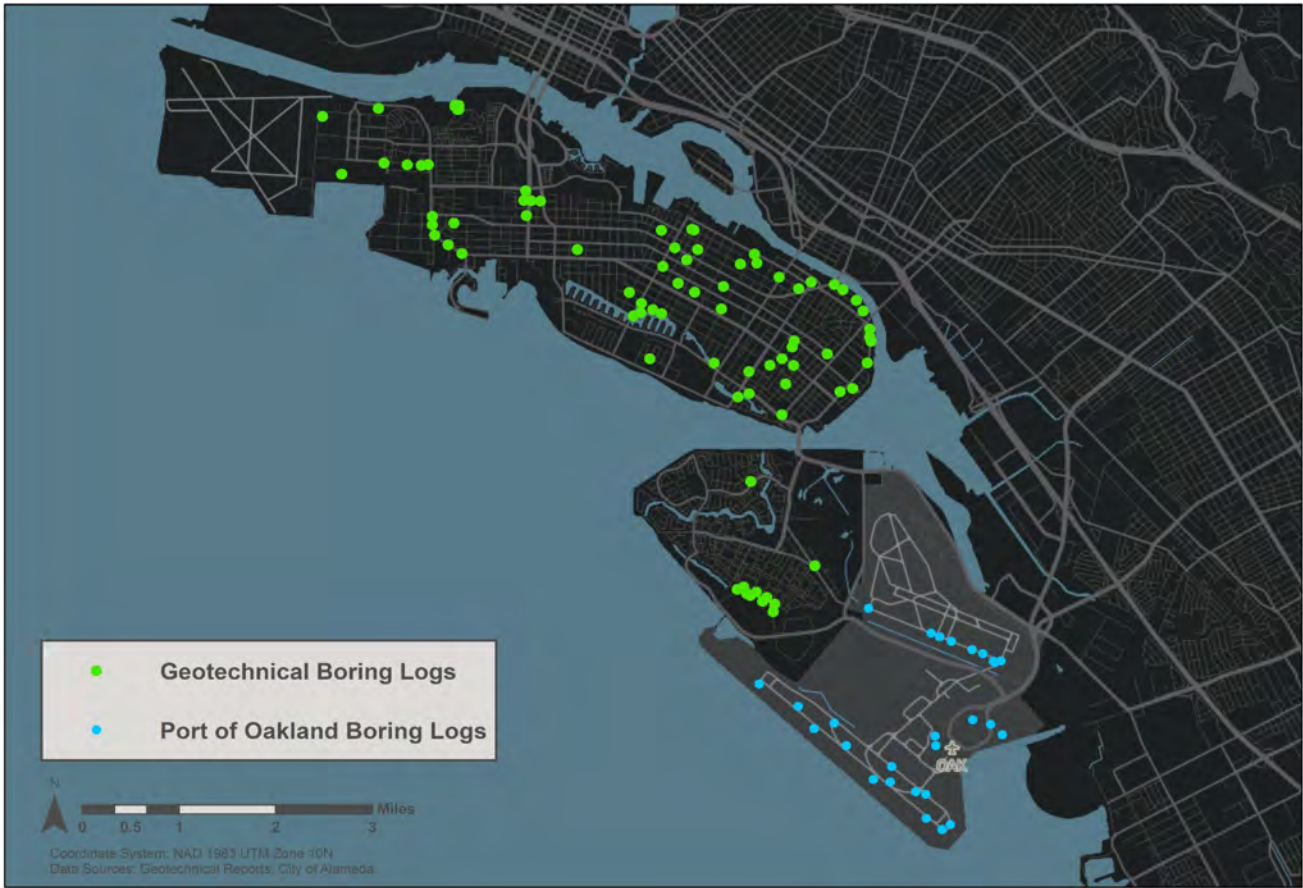 Geotechnical Boring Logs
Port of Oakland Boring Logs
OAK
N
Miles
0 0.5 1 2 3
Coordinate System: NAD 1983 UTM Zone 10N
Data Sources: Geotechnical Reports, City of Alameda